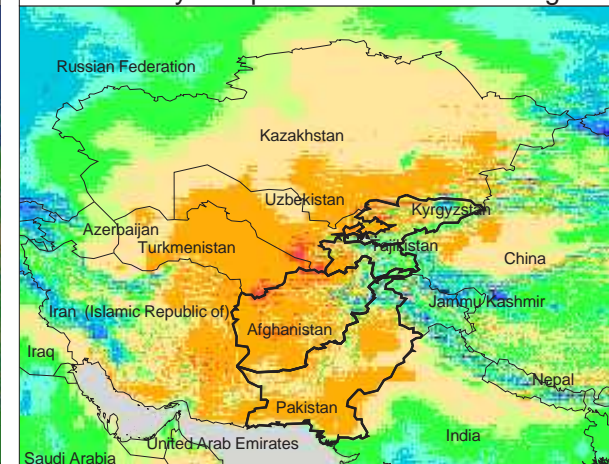 Russian Federation
Kazakhstan
Uzbekistan
Kyrgyzstan
Azerbaijan
Turkmenistan
Tajikistan
China
Iran (Islamic Republic of)
Jammu/Kashmir
Afghanistan
Iraq
Nepal
Pakistan
United Arab Emirates
India
Saudi Arabia